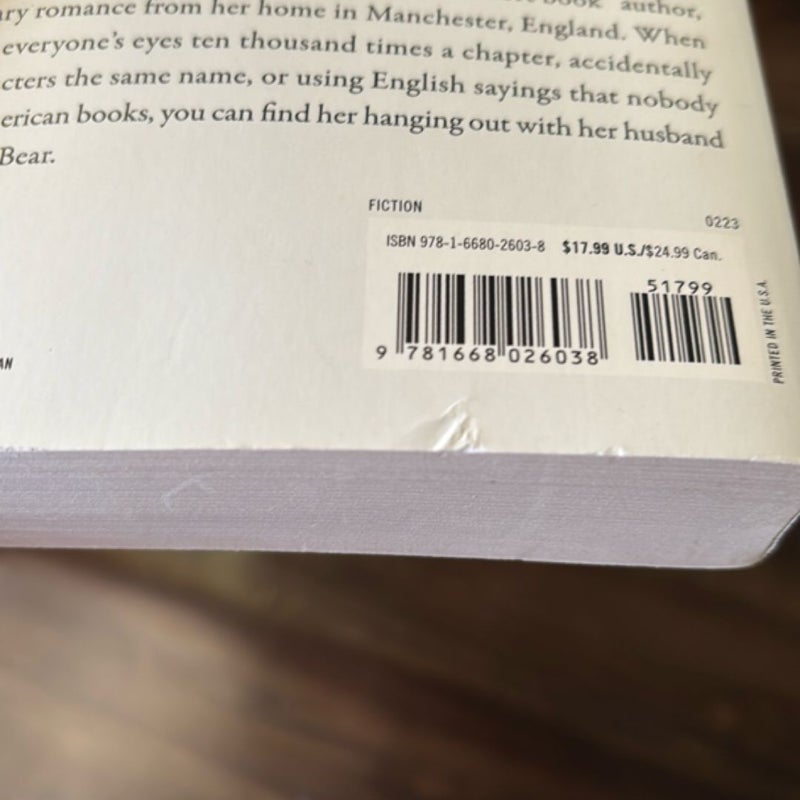 ary romance from her home in Manchester, England. When
everyone's eyes ten thousand times a chapter, accidentally
cters the same name, or using English sayings that nobody
erican books, you can find her hanging out with her husband
Bear.
book author,
FICTION
0223
ISBN 978-1-6680-2603-8 $17.99 U.S./$24.99 Can.
51799
9 781668 026038
PRINTED IN THE U.S.A.
AN